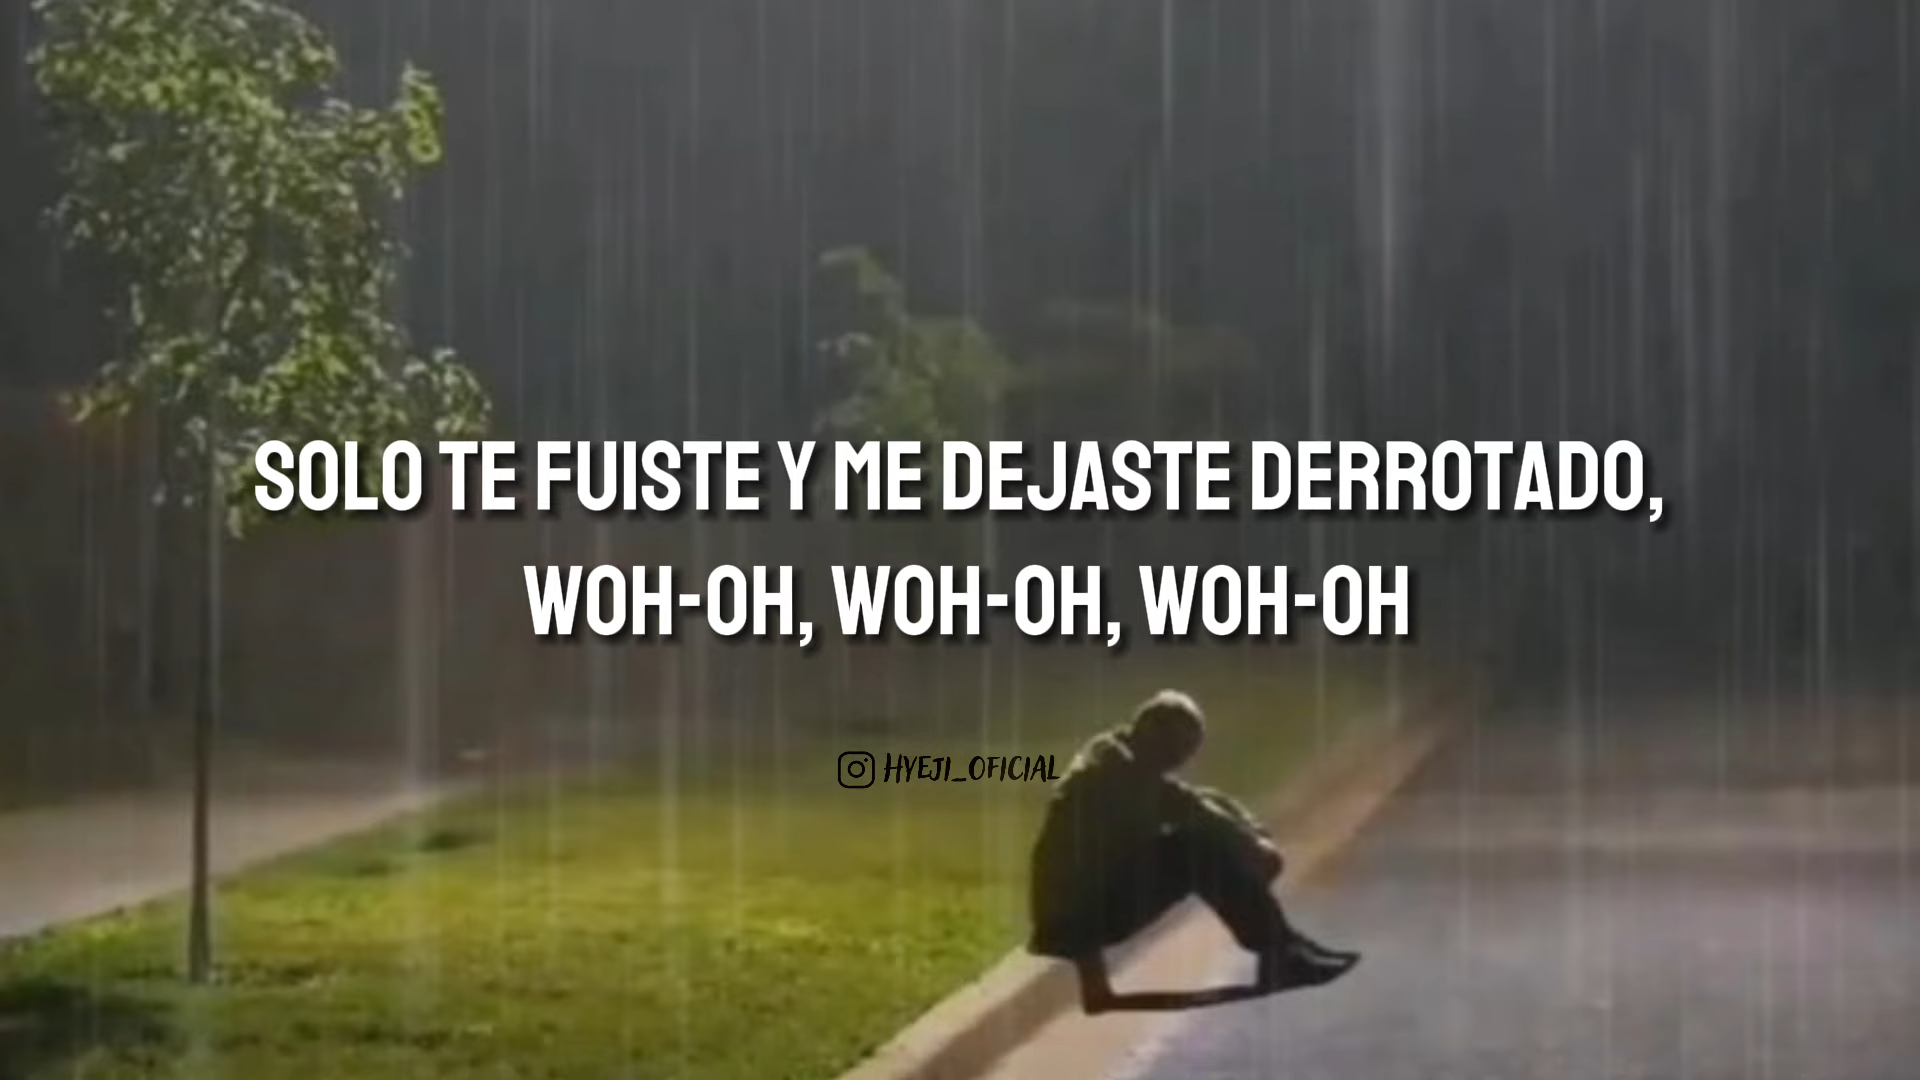 SOLO TE FUISTE Y ME DEJASTE DERROTADO,
WOH-OH, WOH-OH, WOH-OH
HYEJI_OFICIAL